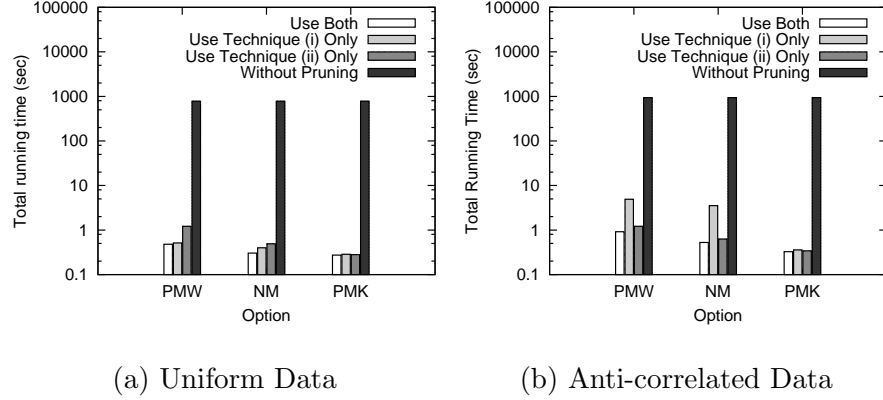 100000
10000
1000
100
10
1
0.1
Total running time (sec)
Use Both
Use Technique (i) Only
Use Technique (ii) Only
Without Pruning
PMW NM PMK
Option
(a) Uniform Data
100000
10000
1000
100
10
1
0.1
Total Running Time (sec)
Use Both
Use Technique (i) Only
Use Technique (ii) Only
Without Pruning
PMW NM PMK
Option
(b) Anti-correlated Data